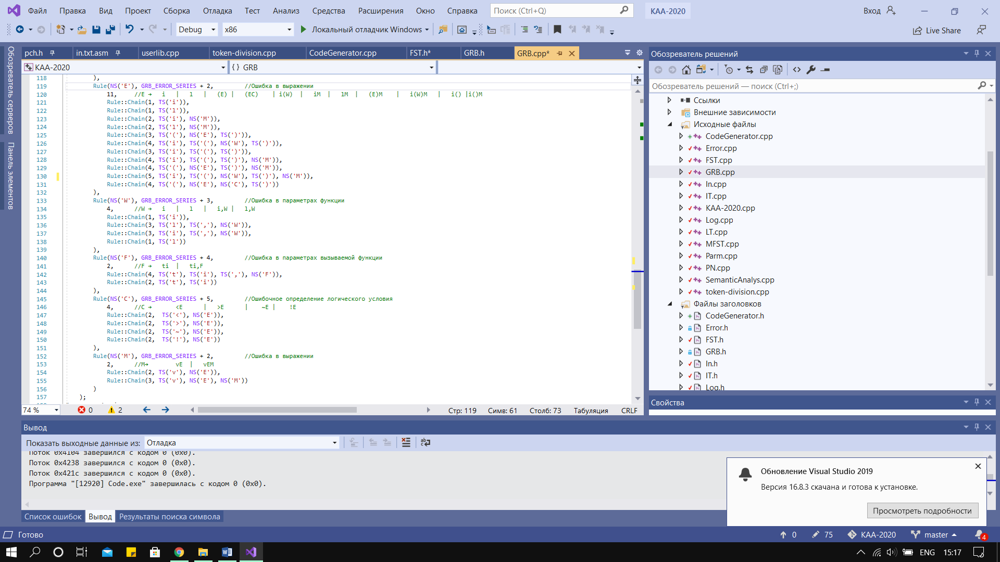 Файл Правка Вид Проект Сборка Отладка Тест Анализ Средства Расширения Окно Справка Поиск (Ctrl+Q) KAA-2020 Вход
Debug x86 Локальный отладчик Windows Live Share
Обозреватель серверов
Панель элементов
pch.h in.txt.asm userlib.cpp token-division.cpp CodeGenerator.cpp FST.h* GRB.h GRB.cpp*
KAA-2020 {} GRB
118 ),
119 Rule(NS('E'), GRB_ERROR_SERIES + 2, //Ошибка в выражении
120 11, //E → i | l | (E) | (EC) | i(W) | iM | lM | (E)M | i(W)M | i() |i()M
121 Rule::Chain(1, TS('i')),
122 Rule::Chain(1, TS('l')),
123 Rule::Chain(2, TS('i'), NS('M')),
124 Rule::Chain(2, TS('l'), NS('M')),
125 Rule::Chain(3, TS('('), NS('E'), TS(')')),
126 Rule::Chain(4, TS('i'), TS('('), NS('W'), TS(')')),
127 Rule::Chain(3, TS('i'), TS('('), TS(')')),
128 Rule::Chain(4, TS('i'), TS('('), TS(')'), NS('M')),
129 Rule::Chain(4, TS('('), NS('E'), TS(')'), NS('M')),
130 Rule::Chain(5, TS('i'), TS('('), NS('W'), TS(')'), NS('M')),
131 Rule::Chain(4, TS('('), NS('E'), NS('C'), TS(')'))
132 ),
133 Rule(NS('W'), GRB_ERROR_SERIES + 3, //Ошибка в параметрах функции
134 4, //W → i | l | i,W | l,W
135 Rule::Chain(1, TS('i')),
136 Rule::Chain(3, TS('l'), TS(','), NS('W')),
137 Rule::Chain(3, TS('i'), TS(','), NS('W')),
138 Rule::Chain(1, TS('l'))
139 ),
140 Rule(NS('F'), GRB_ERROR_SERIES + 4, //Ошибка в параметрах вызываемой функции
141 2, //F → ti | ti,F
142 Rule::Chain(4, TS('t'), TS('i'), TS(','), NS('F')),
143 Rule::Chain(2, TS('t'), TS('i'))
144 ),
145 Rule(NS('C'), GRB_ERROR_SERIES + 5, //Ошибочное определение логического условия
146 4, //C → <E | >E | ~E | !E
147 Rule::Chain(2, TS('<'), NS('E')),
148 Rule::Chain(2, TS('>'), NS('E')),
149 Rule::Chain(2, TS('~'), NS('E')),
150 Rule::Chain(2, TS('!'), NS('E'))
151 ),
152 Rule(NS('M'), GRB_ERROR_SERIES + 2, //Ошибка в выражении
153 2, //M→ vE | vEM
154 Rule::Chain(2, TS('v'), NS('E')),
155 Rule::Chain(3, TS('v'), NS('E'), NS('M'))
156 )
157 );
74 % 0 2 Стр: 119 Симв: 61 Столб: 73 Табуляция CRLF
Обозреватель решений
Обозреватель решений — поиск (Ctrl+;)
Ссылки
Внешние зависимости
Исходные файлы
CodeGenerator.cpp
Error.cpp
FST.cpp
GRB.cpp
In.cpp
IT.cpp
KAA-2020.cpp
Log.cpp
LT.cpp
MFST.cpp
Parm.cpp
PN.cpp
SemanticAnalys.cpp
token-division.cpp
Файлы заголовков
CodeGenerator.h
Error.h
FST.h
GRB.h
In.h
IT.h
Log.h
Свойства
Вывод
Показать выходные данные из: Отладка
Поток 0x4104 завершился с кодом 0 (0x0).
Поток 0x4238 завершился с кодом 0 (0x0).
Поток 0x421c завершился с кодом 0 (0x0).
Программа "[12920] Code.exe" завершилась с кодом 0 (0x0).
Список ошибок Вывод Результаты поиска символа
Обновление Visual Studio 2019
Версия 16.8.3 скачана и готова к установке.
Просмотреть подробности
Готово 0 75 KAA-2020 master 4
ENG 15:17